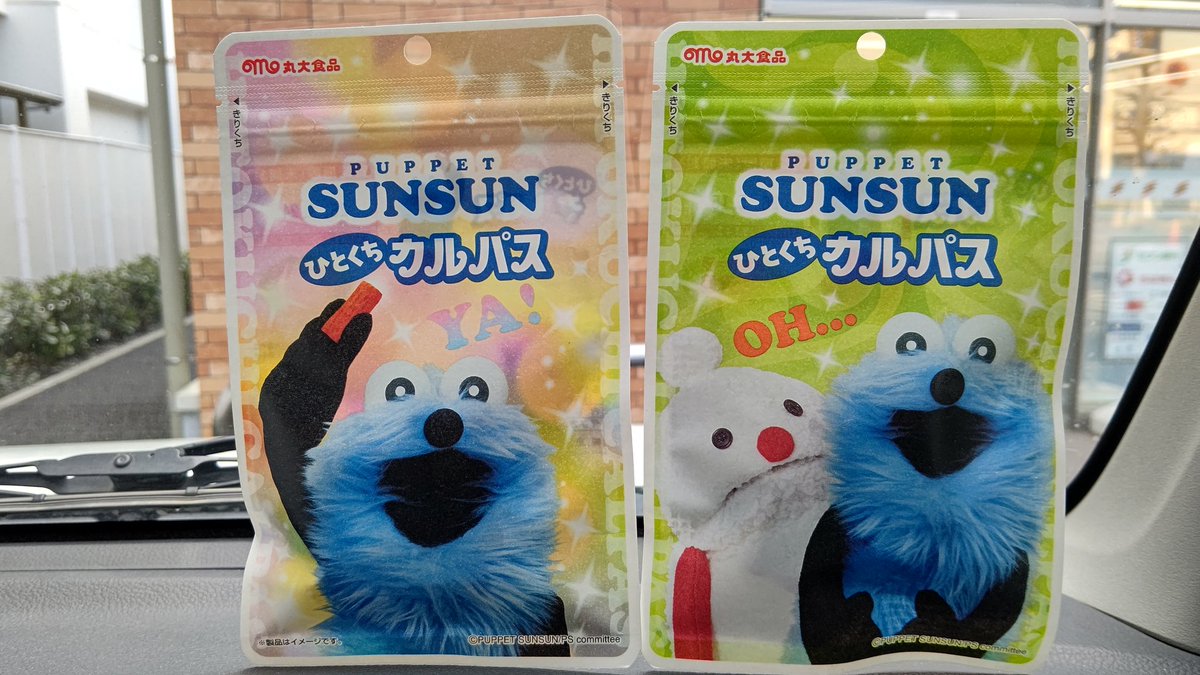 丸大食品
きりくち
きりくち
PUPPET
SUNSUN
ひとくち カルパス
YA!
※製品はイメージです。
©PUPPET SUNSUN/PS committee
丸大食品
きりくち
きりくち
PUPPET
SUNSUN
ひとくち カルパス
OH...
©PUPPET SUNSUN/PS committee